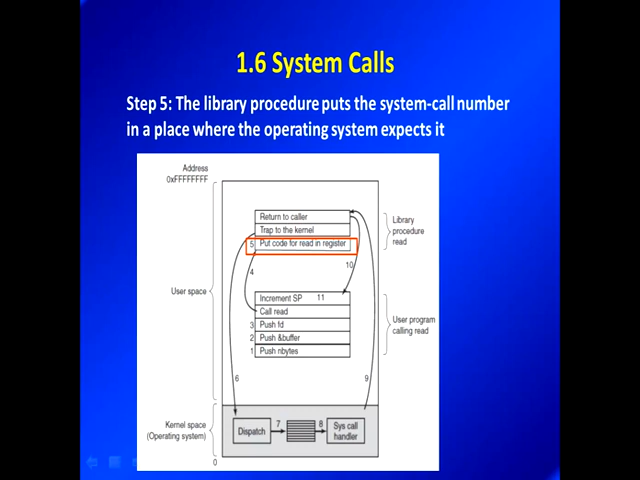 1.6 System Calls
Step 5: The library procedure puts the system-call number
in a place where the operating system expects it
Address
0xFFFFFFFF
Return to caller
Trap to the kernel
5 Put code for read in register
Library
procedure
read
4
10
User space
Increment SP 11
Call read
3 Push fd
2 Push &buffer
1 Push nbytes
User program
calling read
6
9
Kernel space
(Operating system)
Dispatch
7
8
Sys call
handler
0